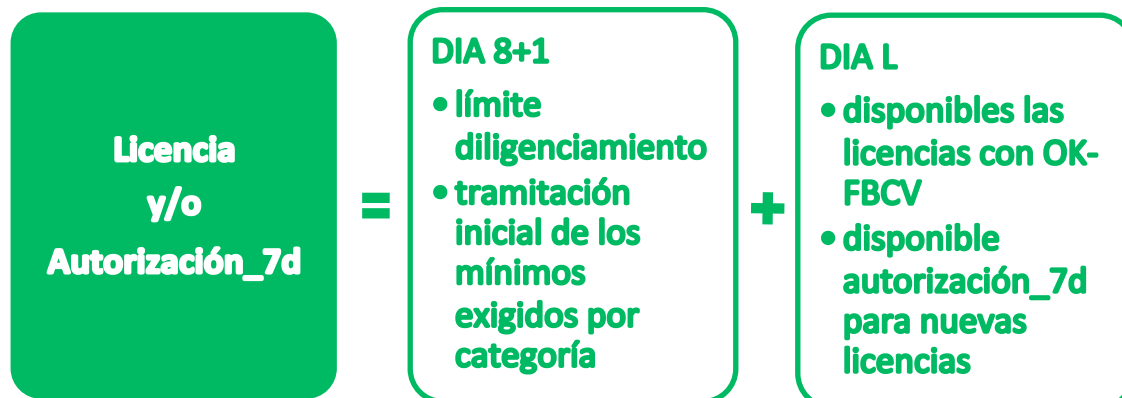 Licencia
y/o
Autorización_7d
=
DIA 8+1
• límite
diligenciamiento
• tramitación
inicial de los
mínimos
exigidos por
categoría
+
DIA L
• disponibles las
licencias con OK-
FBCV
• disponible
autorización_7d
para nuevas
licencias